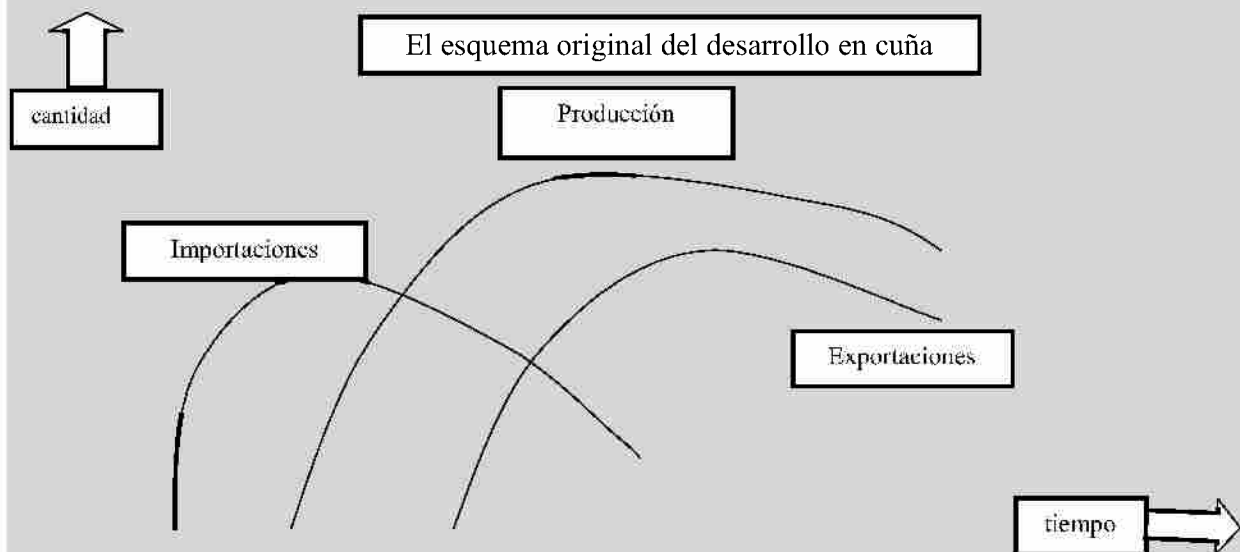 El esquema original del desarrollo en cuña
cantidad
Producción
Importaciones
Exportaciones
tiempo